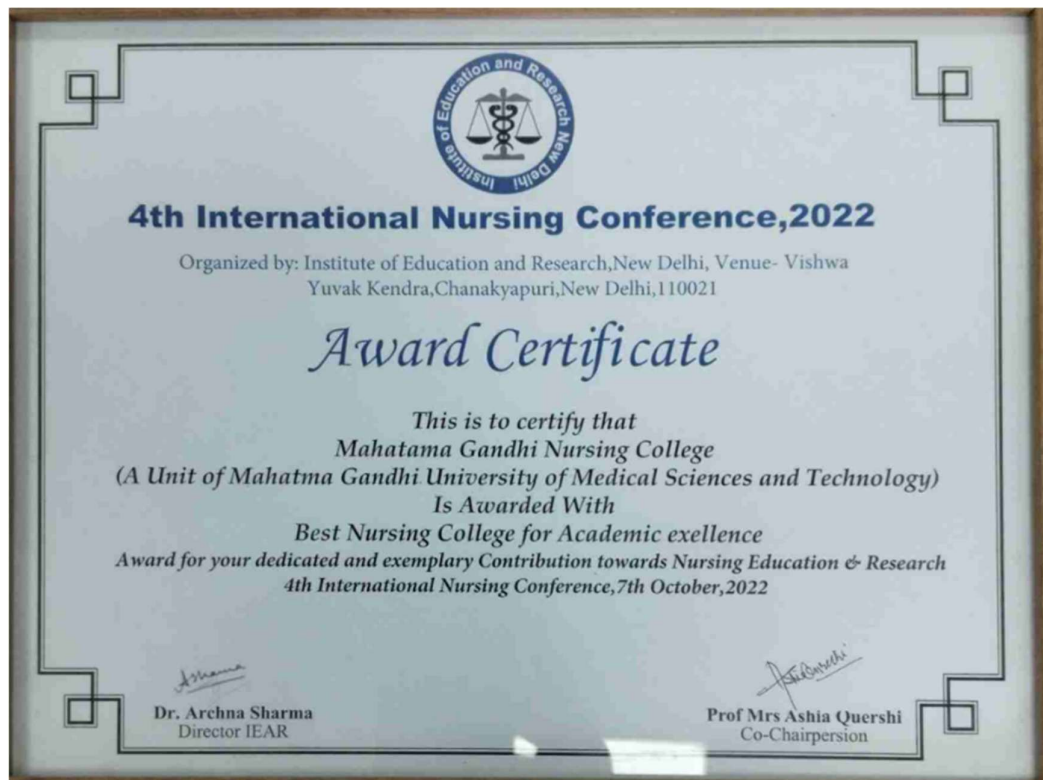 Institute of Education and Research New Delhi
4th International Nursing Conference,2022
Organized by: Institute of Education and Research,New Delhi, Venue- Vishwa
Yuvak Kendra,Chanakyapuri,New Delhi,110021
Award Certificate
This is to certify that
Mahatama Gandhi Nursing College
(A Unit of Mahatma Gandhi University of Medical Sciences and Technology)
Is Awarded With
Best Nursing College for Academic exellence
Award for your dedicated and exemplary Contribution towards Nursing Education & Research
4th International Nursing Conference,7th October,2022
Dr. Archna Sharma
Director IEAR
Prof Mrs Ashia Quershi
Co-Chairpersion